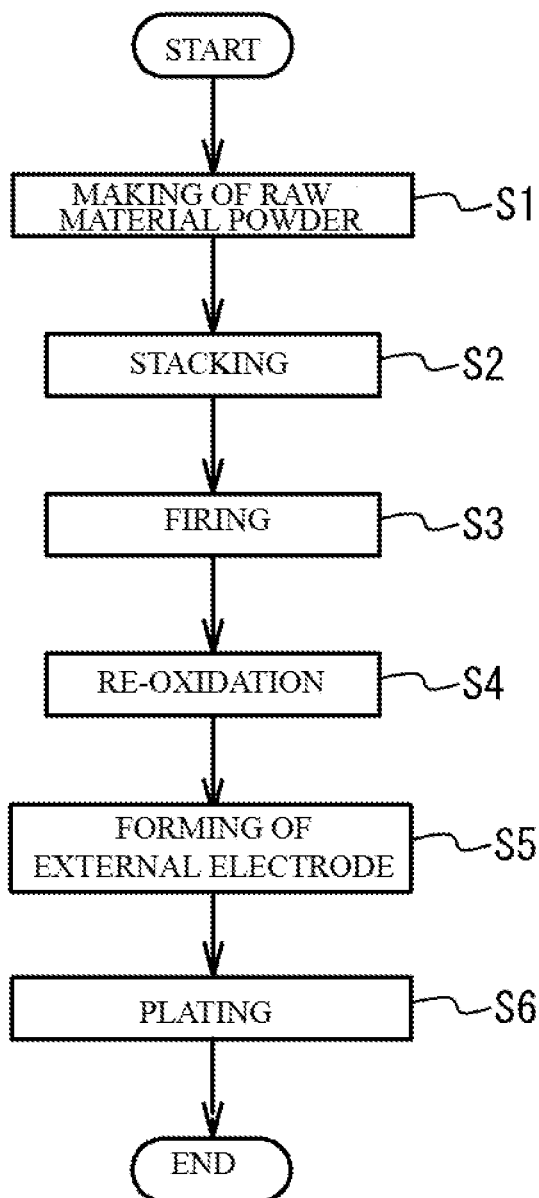 START
MAKING OF RAW
MATERIAL POWDER
S1
STACKING
S2
FIRING
S3
RE-OXIDATION
S4
FORMING OF
EXTERNAL ELECTRODE
S5
PLATING
S6
END